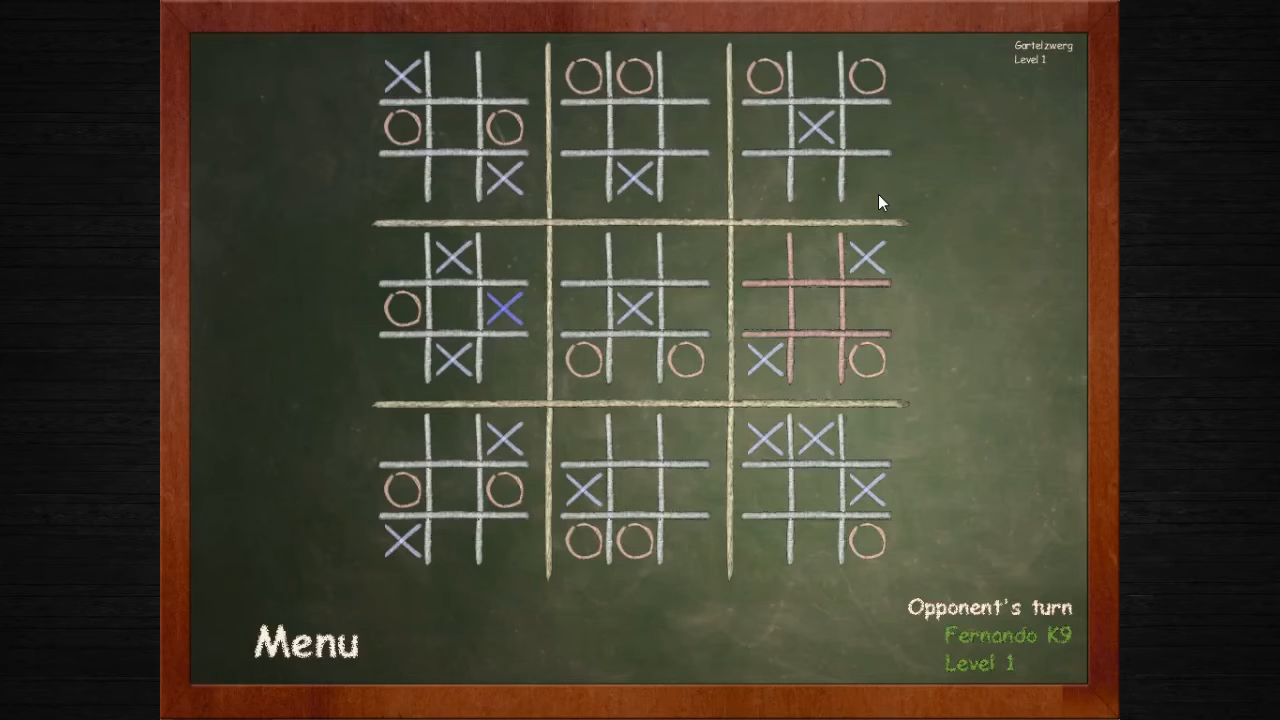 Gartelzwerg
Level 1
Opponent's turn
Fernando K9
Level 1
Menu